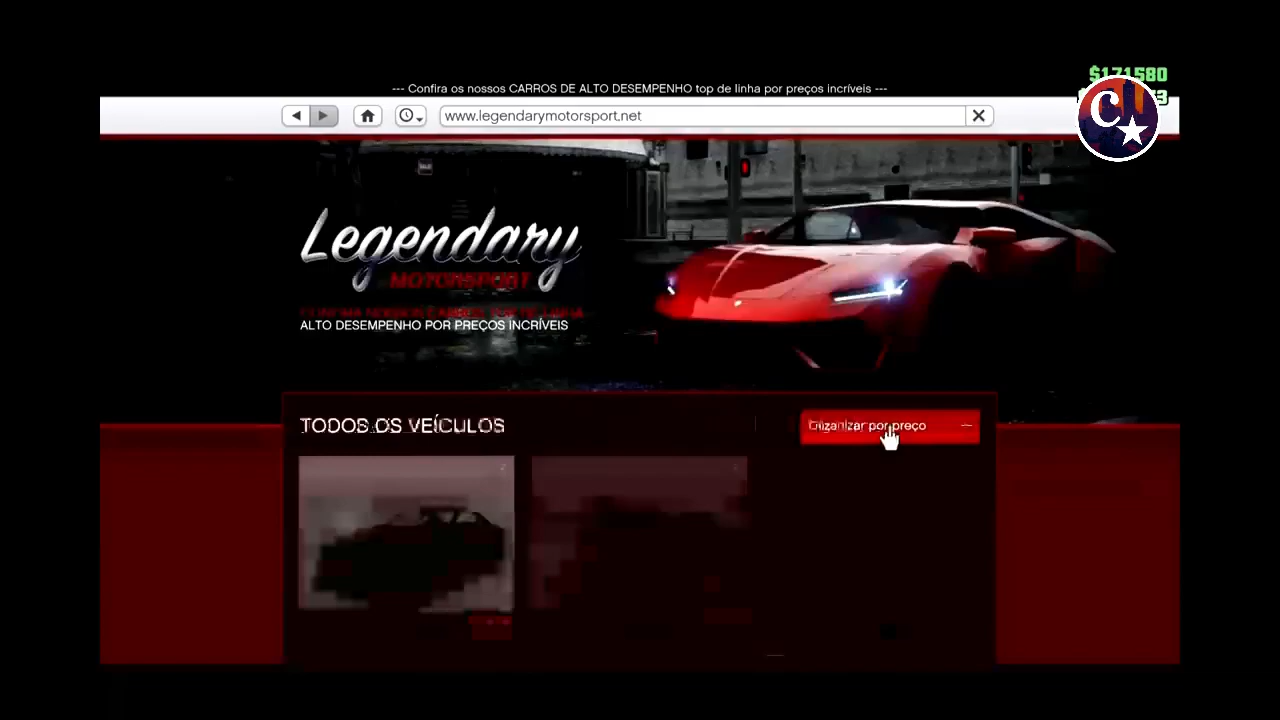 $171580
--- Confira os nossos CARROS DE ALTO DESEMPENHO top de linha por preços incríveis ---
www.legendarymotorsport.net
C
SALE
Legendary
MOTORSPORT
ALTO DESEMPENHO POR PREÇOS INCRÍVEIS
TODOS OS VEÍCULOS
por preço